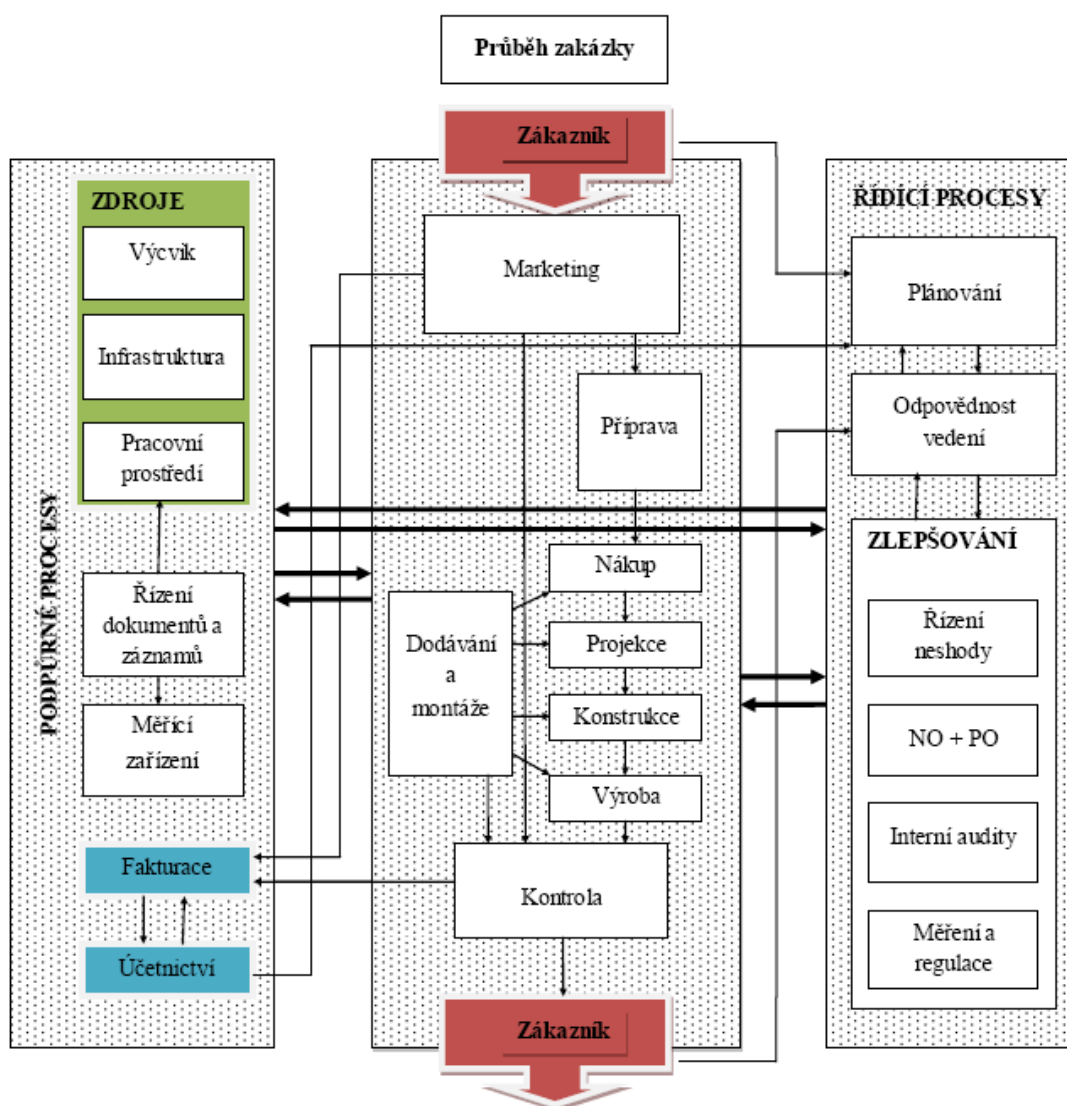 Průběh zakázky
Zákazník
ZDROJE
Výcvik
Infrastruktura
Pracovní
prostředí
PODPŮRNÉ PROCESY
Řízení
dokumentů a
záznamů
Měřící
zařízení
Fakturace
Účetnictví
Marketing
Příprava
Nákup
Dodávání
a
montáže
Projekce
Konstrukce
Výroba
Kontrola
Zákazník
ŘÍDÍCÍ PROCESY
Plánování
Odpovědnost
vedení
ZLEPŠOVÁNÍ
Řízení
neshody
NO + PO
Interní audity
Měření a
regulace